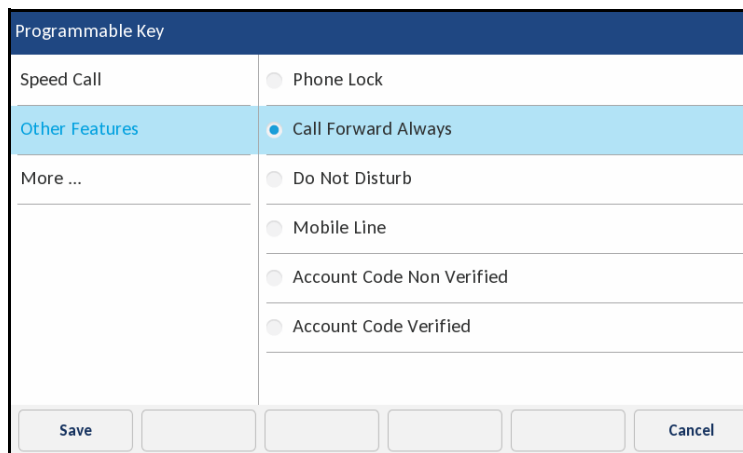 Programmable Key
Speed Call
Other Features
More ...
Phone Lock
Call Forward Always
Do Not Disturb
Mobile Line
Account Code Non Verified
Account Code Verified
Save
Cancel